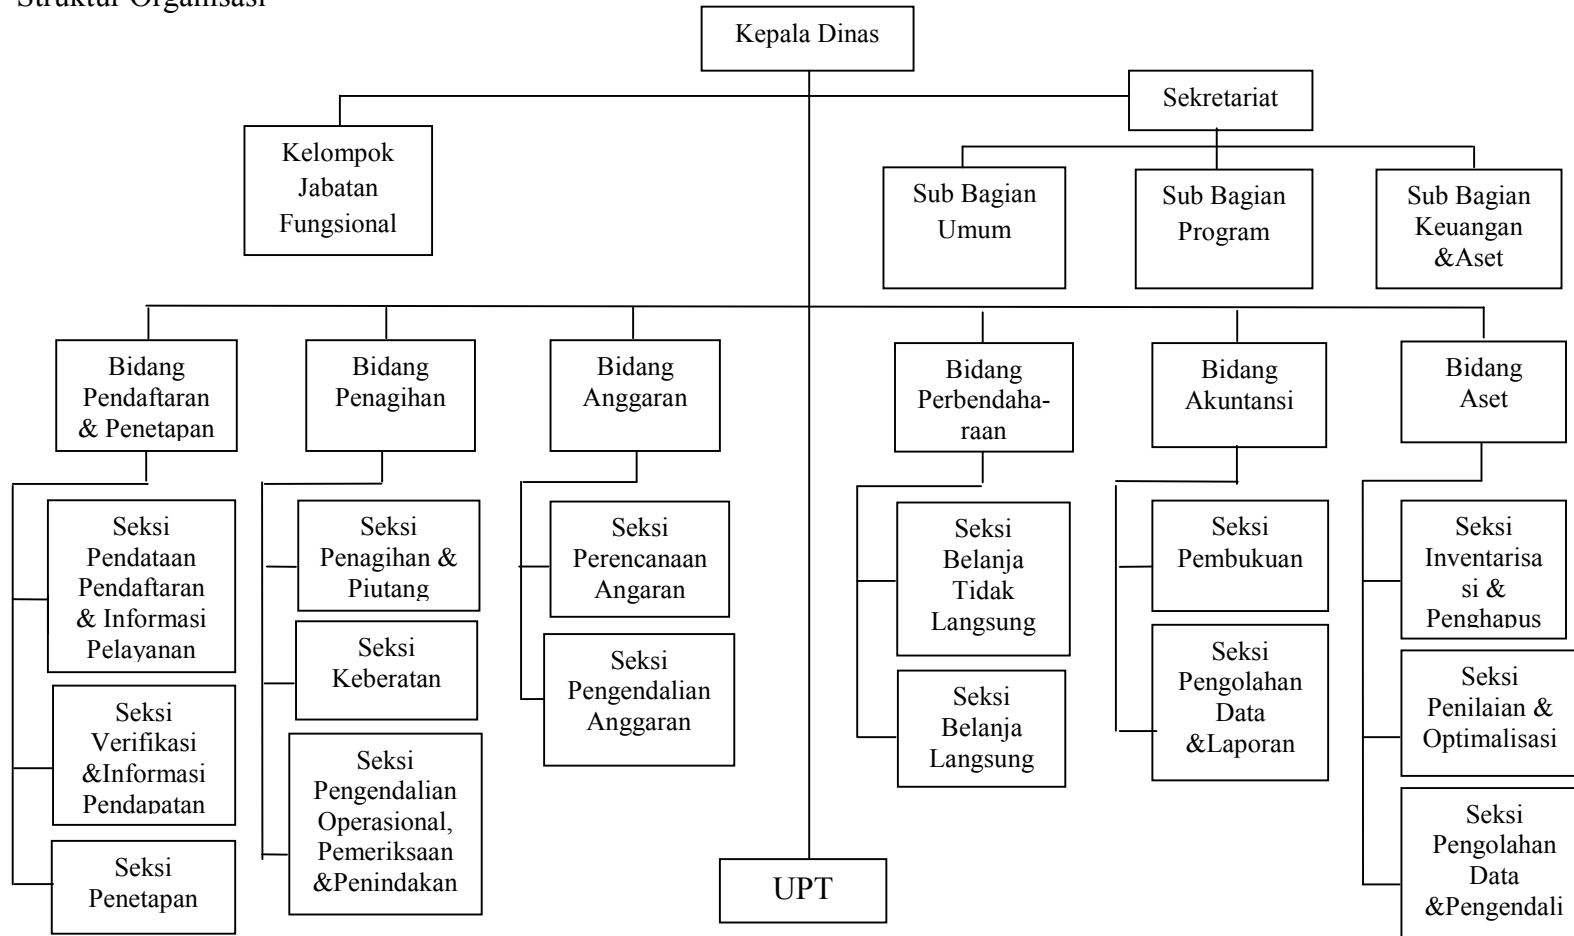 Struktur Organisasi
Kepala Dinas
Sekretariat
Kelompok
Jabatan
Fungsional
Sub Bagian
Umum
Sub Bagian
Program
Sub Bagian
Keuangan
&Aset
Bidang
Pendaftaran
& Penetapan
Bidang
Penagihan
Bidang
Anggaran
Bidang
Perbendaha-
raan
Bidang
Akuntansi
Bidang
Aset
Seksi
Pendataan
Pendaftaran
& Informasi
Pelayanan
Seksi
Verifikasi
&Informasi
Pendapatan
Seksi
Penetapan
Seksi
Penagihan &
Piutang
Seksi
Keberatan
Seksi
Pengendalian
Operasional,
Pemeriksaan
&Penindakan
Seksi
Perencanaan
Angaran
Seksi
Pengendalian
Anggaran
Seksi
Belanja
Tidak
Langsung
Seksi
Belanja
Langsung
Seksi
Pembukuan
Seksi
Pengolahan
Data
&Laporan
Seksi
Inventarisa
si &
Penghapus
Seksi
Penilaian &
Optimalisasi
Seksi
Pengolahan
Data
&Pengendali
UPT